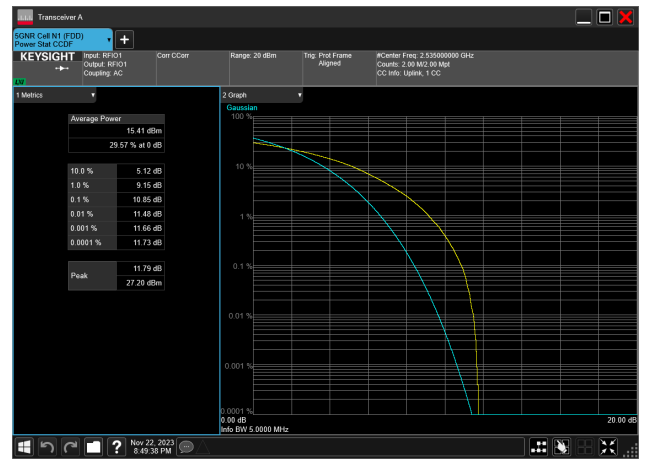 Transceiver A
5GNR Cell N1 (FDD)
Power Stat CCDF
KEYSIGHT
Input: RFIO1
Output: RFIO1
Coupling: AC
Corr CCorr
Range: 20 dBm
Trig: Prot Frame
Aligned
#Center Freq: 2.535000000 GHz
Counts: 2.00 M/2.00 Mpt
CC Info: Uplink, 1 CC
1 Metrics
Average Power
15.41 dBm
29.57 % at 0 dB
10.0 % 5.12 dB
1.0 % 9.15 dB
0.1 % 10.85 dB
0.01 % 11.48 dB
0.001 % 11.66 dB
0.0001 % 11.73 dB
Peak
11.79 dB
27.20 dBm
2 Graph
Gaussian
100 %
10 %
1 %
0.1 %
0.01 %
0.001 %
0.0001 %
0.00 dB
20.00 dB
Info BW 5.0000 MHz
?
Nov 22, 2023
8:49:38 PM